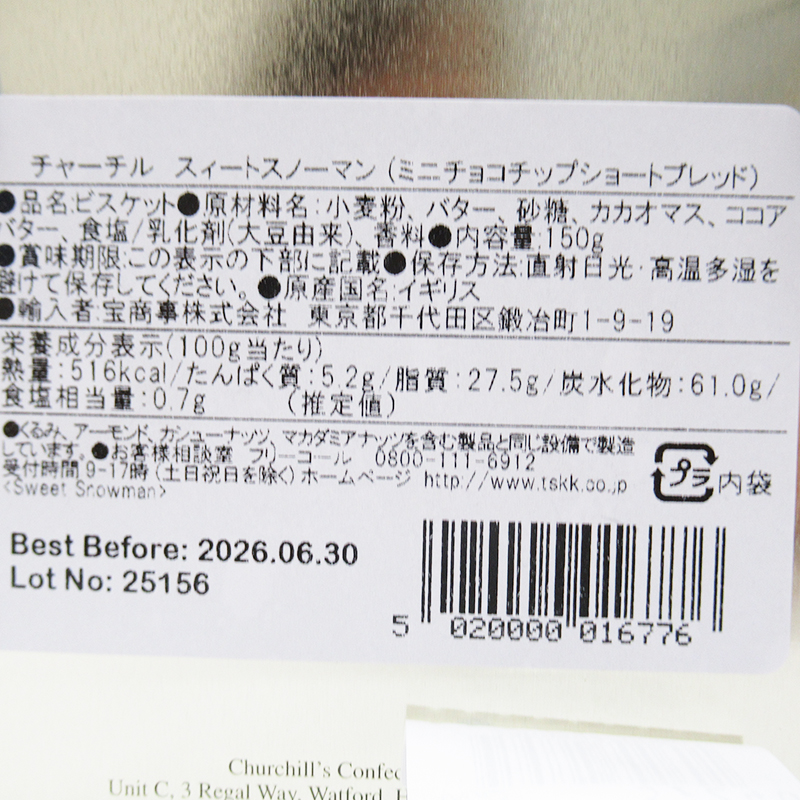 チャーチル スィートスノーマン(ミニチョコチップショートブレッド)
●品名:ビスケット●原材料名:小麦粉、バター、砂糖、カカオマス、ココア
バター、食塩/乳化剤(大豆由来)、香料●内容量:150g
●賞味期限:この表示の下部に記載●保存方法:直射日光・高温多湿を
避けて保存してください。●原産国名:イギリス
●輸入者:宝商事株式会社 東京都千代田区鍛冶町1-9-19
栄養成分表示(100g当たり)
熱量:516kcal/たんぱく質:5.2g/脂質:27.5g/炭水化物:61.0g/
食塩相当量:0.7g (推定値)
●くるみ、アーモンド、カシューナッツ、マカダミアナッツを含む製品と同じ設備で製造
しています。●お客様相談室 フリーコール 0800-111-6912
受付時間 9-17時(土日祝日を除く)ホームページ http://www.tskk.co.jp
プラ 内袋
<Sweet Snowman>
Best Before: 2026.06.30
Lot No: 25156
5 020000 016776
Churchill's Confec
Unit C, 3 Regal Way, Watford, H